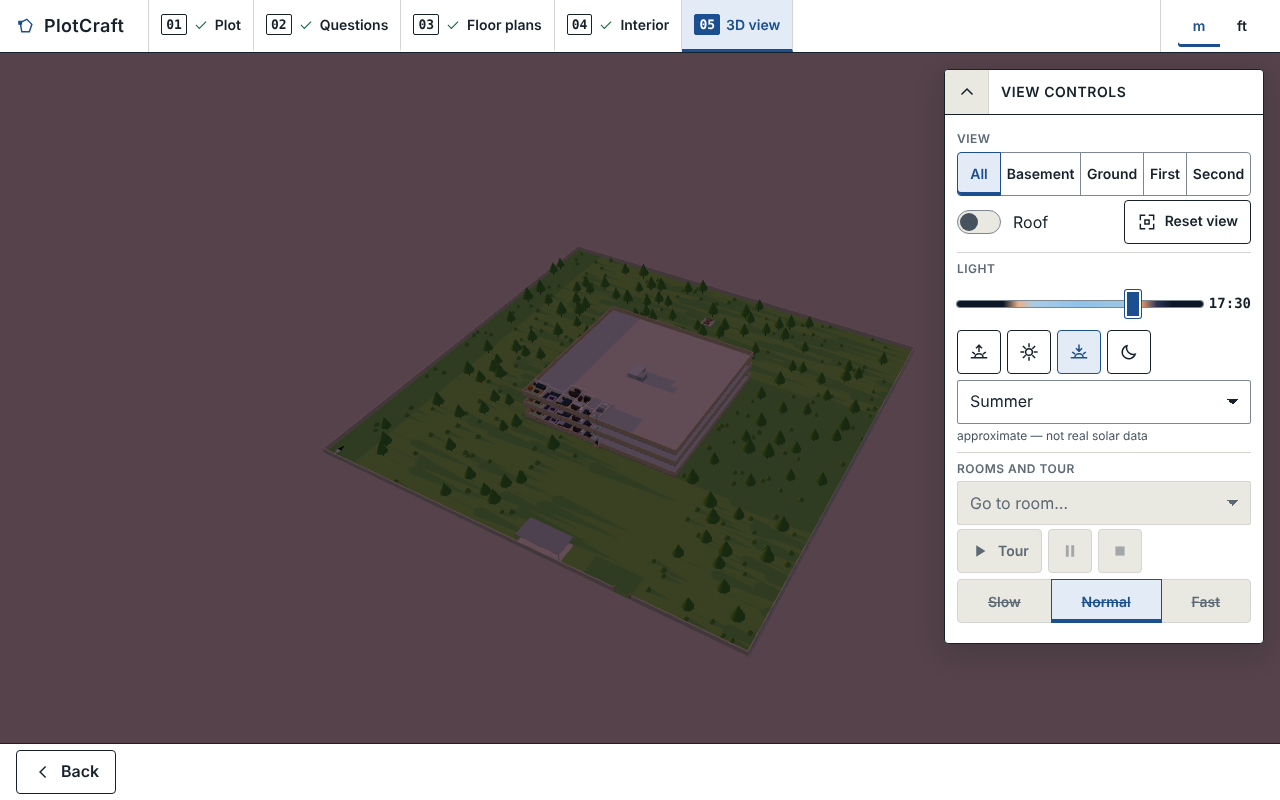 PlotCraft
01 Plot
02 Questions
03 Floor plans
04 Interior
05 3D view
m ft
VIEW CONTROLS
VIEW
All Basement Ground First Second
Roof Reset view
LIGHT
17:30
Summer
approximate — not real solar data
ROOMS AND TOUR
Go to room...
Tour
Slow Normal Fast
Back